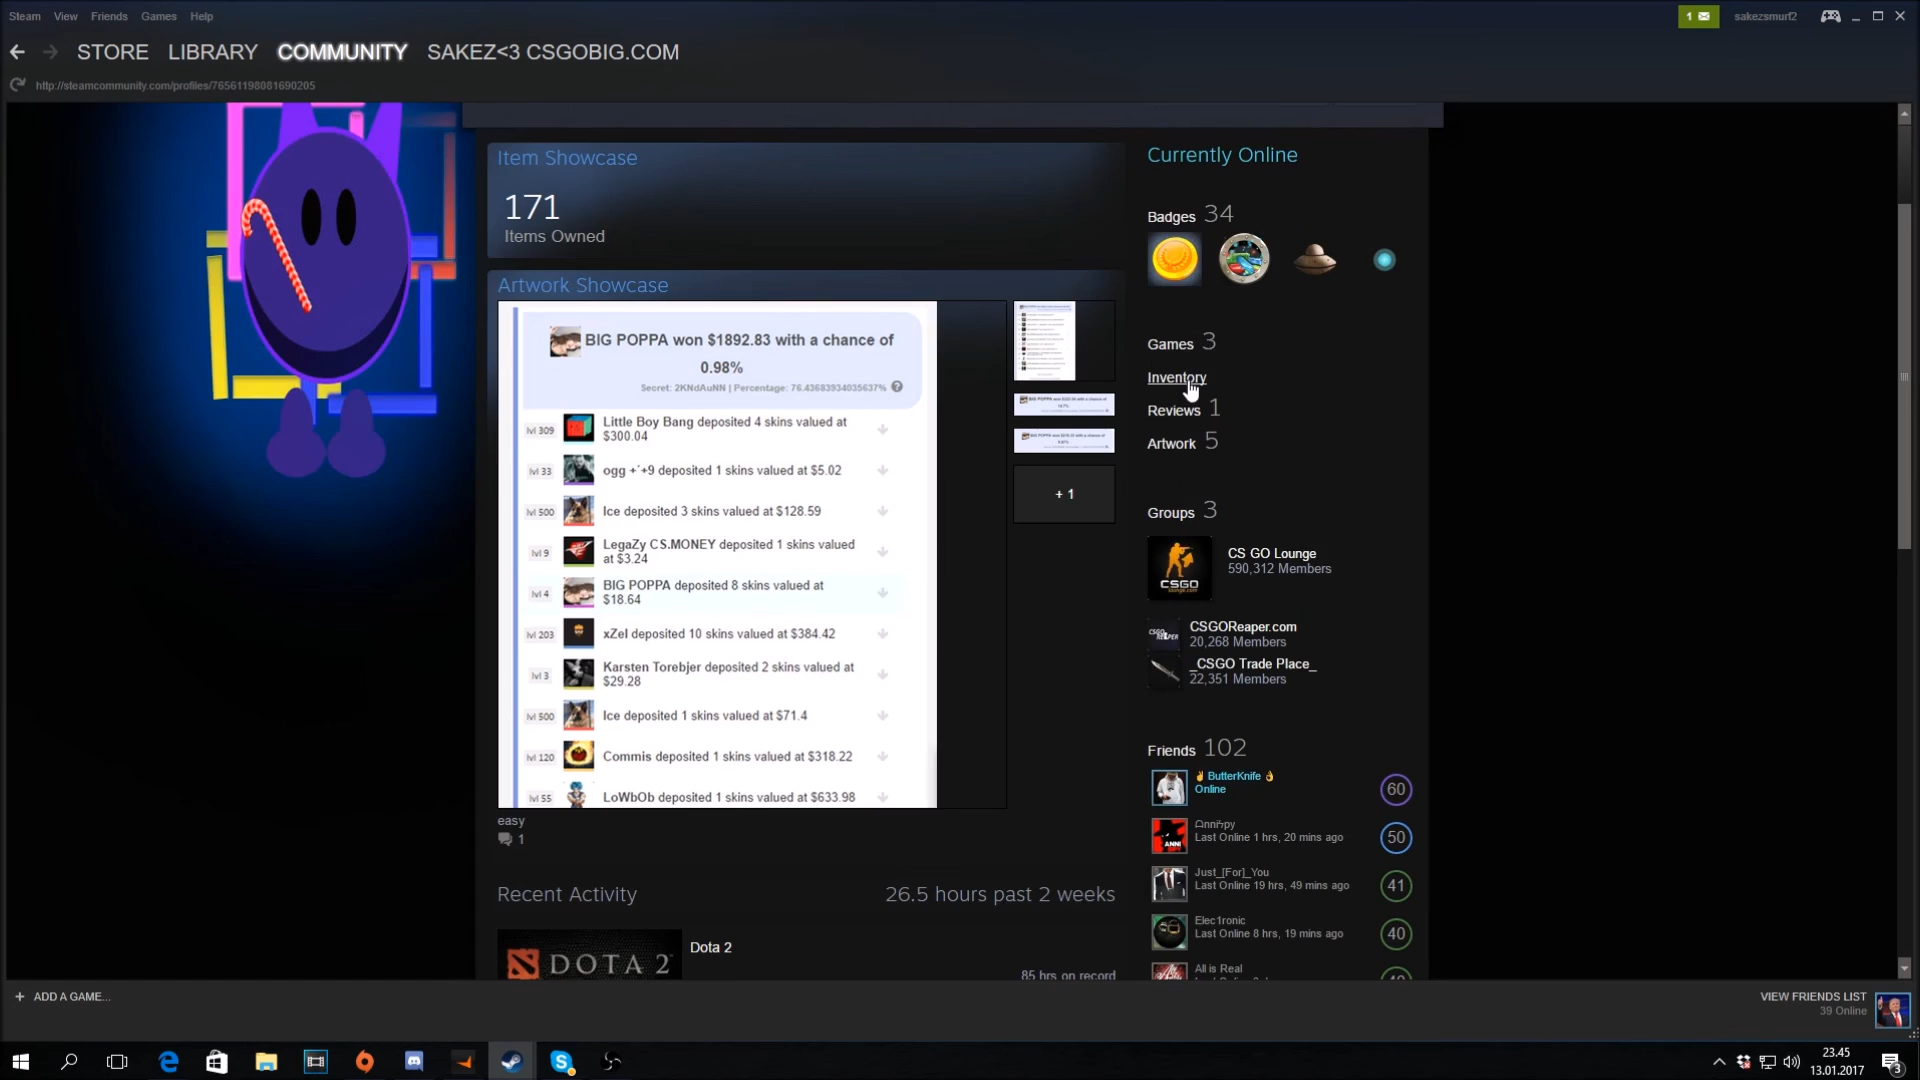 Steam View Friends Games Help
1
sakezsmurf2
STORE LIBRARY COMMUNITY SAKEZ<3 CSGOBIG.COM
http://steamcommunity.com/profiles/76561198081690205
Item Showcase
171
Items Owned
Artwork Showcase
BIG POPPA won $1892.83 with a chance of
0.98%
Secret: 2KNdAuNN | Percentage: 76.43683934035637%
lvl 309
Little Boy Bang deposited 4 skins valued at
$300.04
lvl 33
ogg +´+9 deposited 1 skins valued at $5.02
lvl 500
Ice deposited 3 skins valued at $128.59
lvl 9
LegaZy CS.MONEY deposited 1 skins valued
at $3.24
lvl 4
BIG POPPA deposited 8 skins valued at
$18.64
lvl 203
xZel deposited 10 skins valued at $384.42
lvl 3
Karsten Torebjer deposited 2 skins valued at
$29.28
lvl 500
Ice deposited 1 skins valued at $71.4
lvl 120
Commis deposited 1 skins valued at $318.22
lvl 55
LoWbOb deposited 1 skins valued at $633.98
+ 1
easy
1
Recent Activity
26.5 hours past 2 weeks
DOTA 2
Dota 2
85 hrs on record
Currently Online
Badges 34
Games 3
Inventory
Reviews 1
Artwork 5
Groups 3
CSGO
lounge.com
CS GO Lounge
590,312 Members
CSGOReaper.com
20,268 Members
_CSGO Trade Place_
22,351 Members
Friends 102
ButterKnife
Online
60
Last Online 1 hrs, 20 mins ago
50
ANNI
Just_[For]_You
Last Online 19 hrs, 49 mins ago
41
Elec1ronic
Last Online 8 hrs, 19 mins ago
40
All is Real
+ ADD A GAME...
VIEW FRIENDS LIST
39 Online
23.45
13.01.2017
3